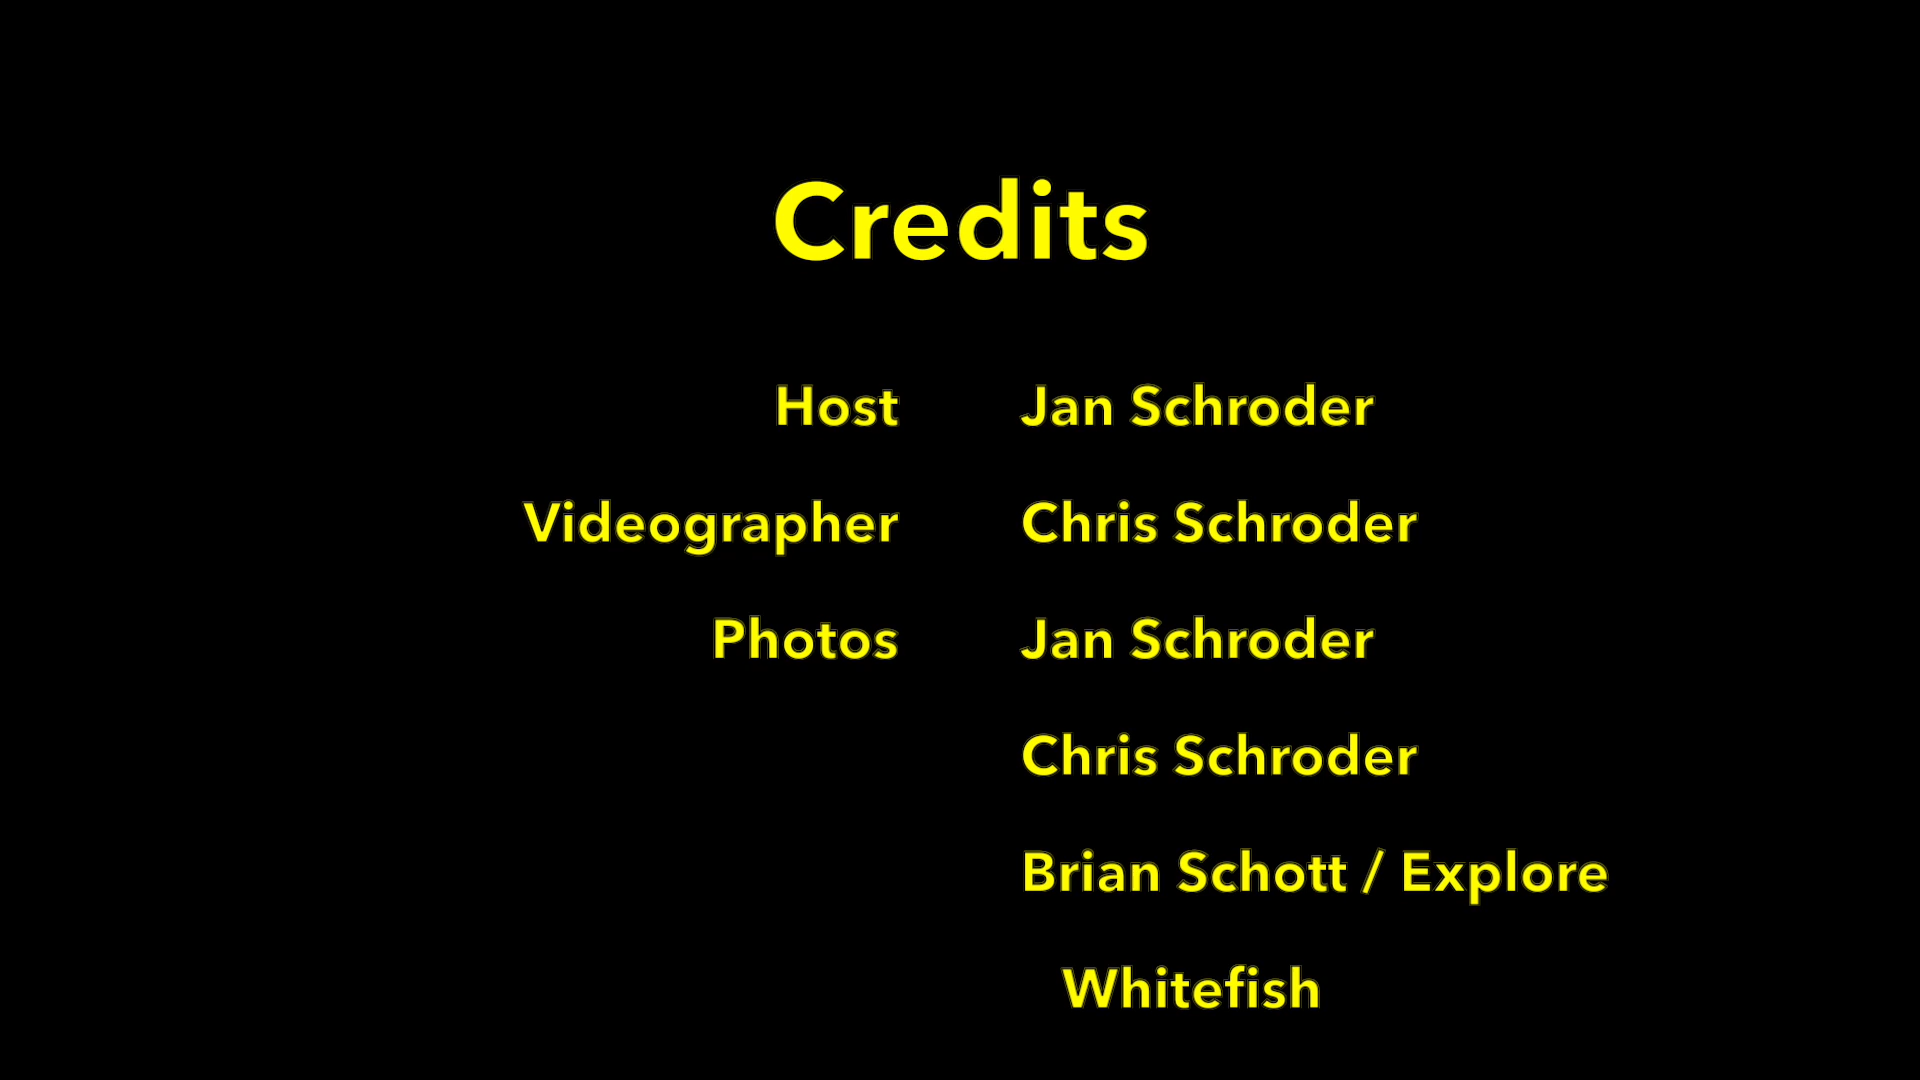 Credits
Host Jan Schroder
Videographer Chris Schroder
Photos Jan Schroder
Chris Schroder
Brian Schott / Explore
Whitefish